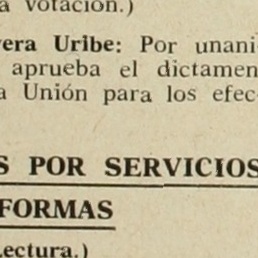 a votación.)
vera Uribe: Por unani
aprueba el dictamen
a Unión para los efec
S POR SERVICIOS
FORMAS
Lectura.)